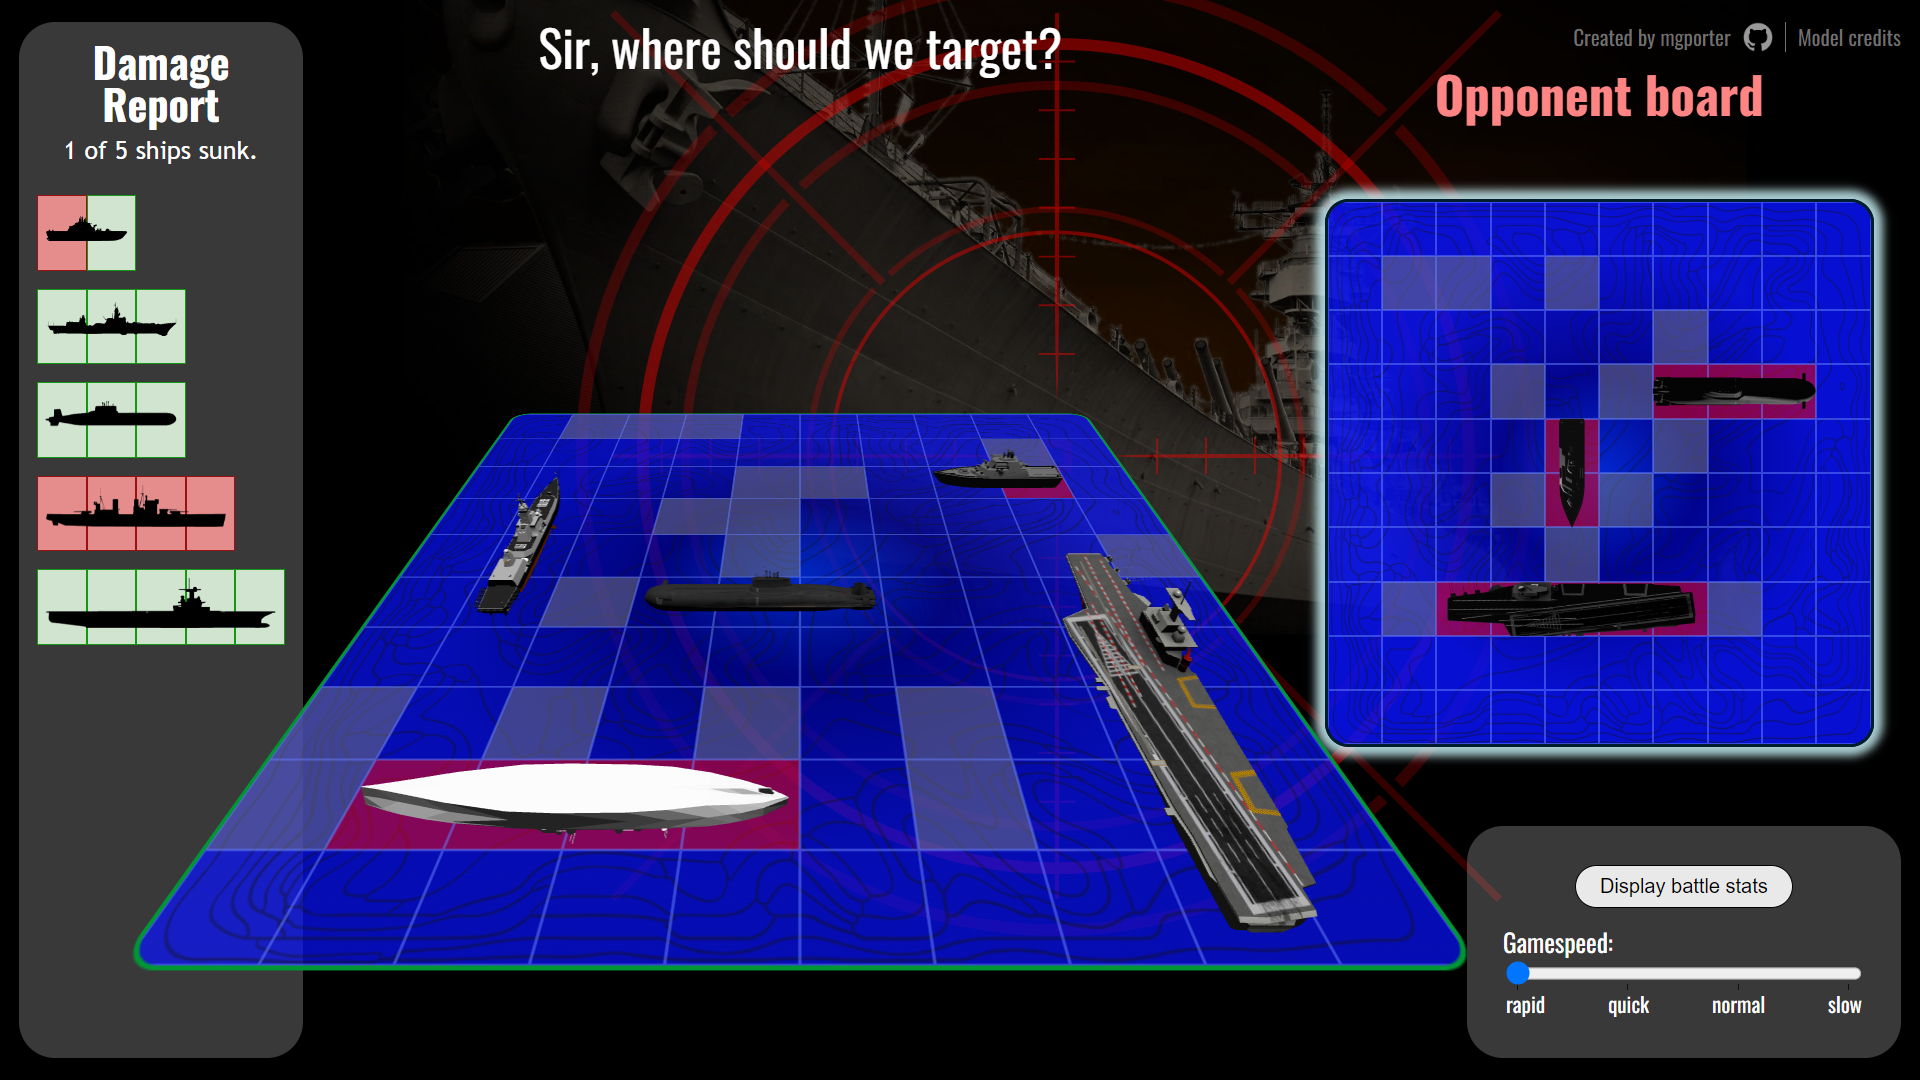 Damage
Report
1 of 5 ships sunk.
Sir, where should we target?
Created by mgporter
Model credits
Opponent board
Display battle stats
Gamespeed:
rapid quick normal slow